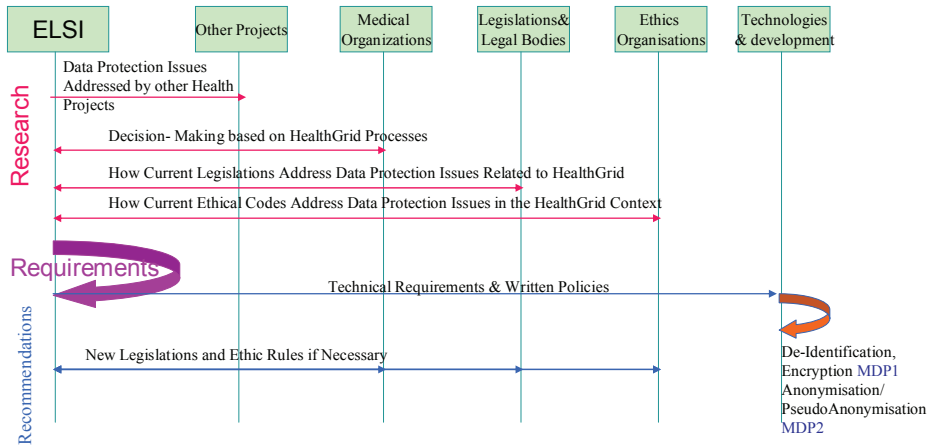 ELSI
Other Projects
Medical
Organizations
Legislations&
Legal Bodies
Ethics
Organisations
Technologies
& development
Research
Data Protection Issues
Addressed by other Health
Projects
Decision- Making based on HealthGrid Processes
How Current Legislations Address Data Protection Issues Related to HealthGrid
How Current Ethical Codes Address Data Protection Issues in the HealthGrid Context
Requirements
Technical Requirements & Written Policies
Recommendations
New Legislations and Ethic Rules if Necessary
De-Identification,
Encryption MDP1
Anonymisation/
PseudoAnonymisation
MDP2